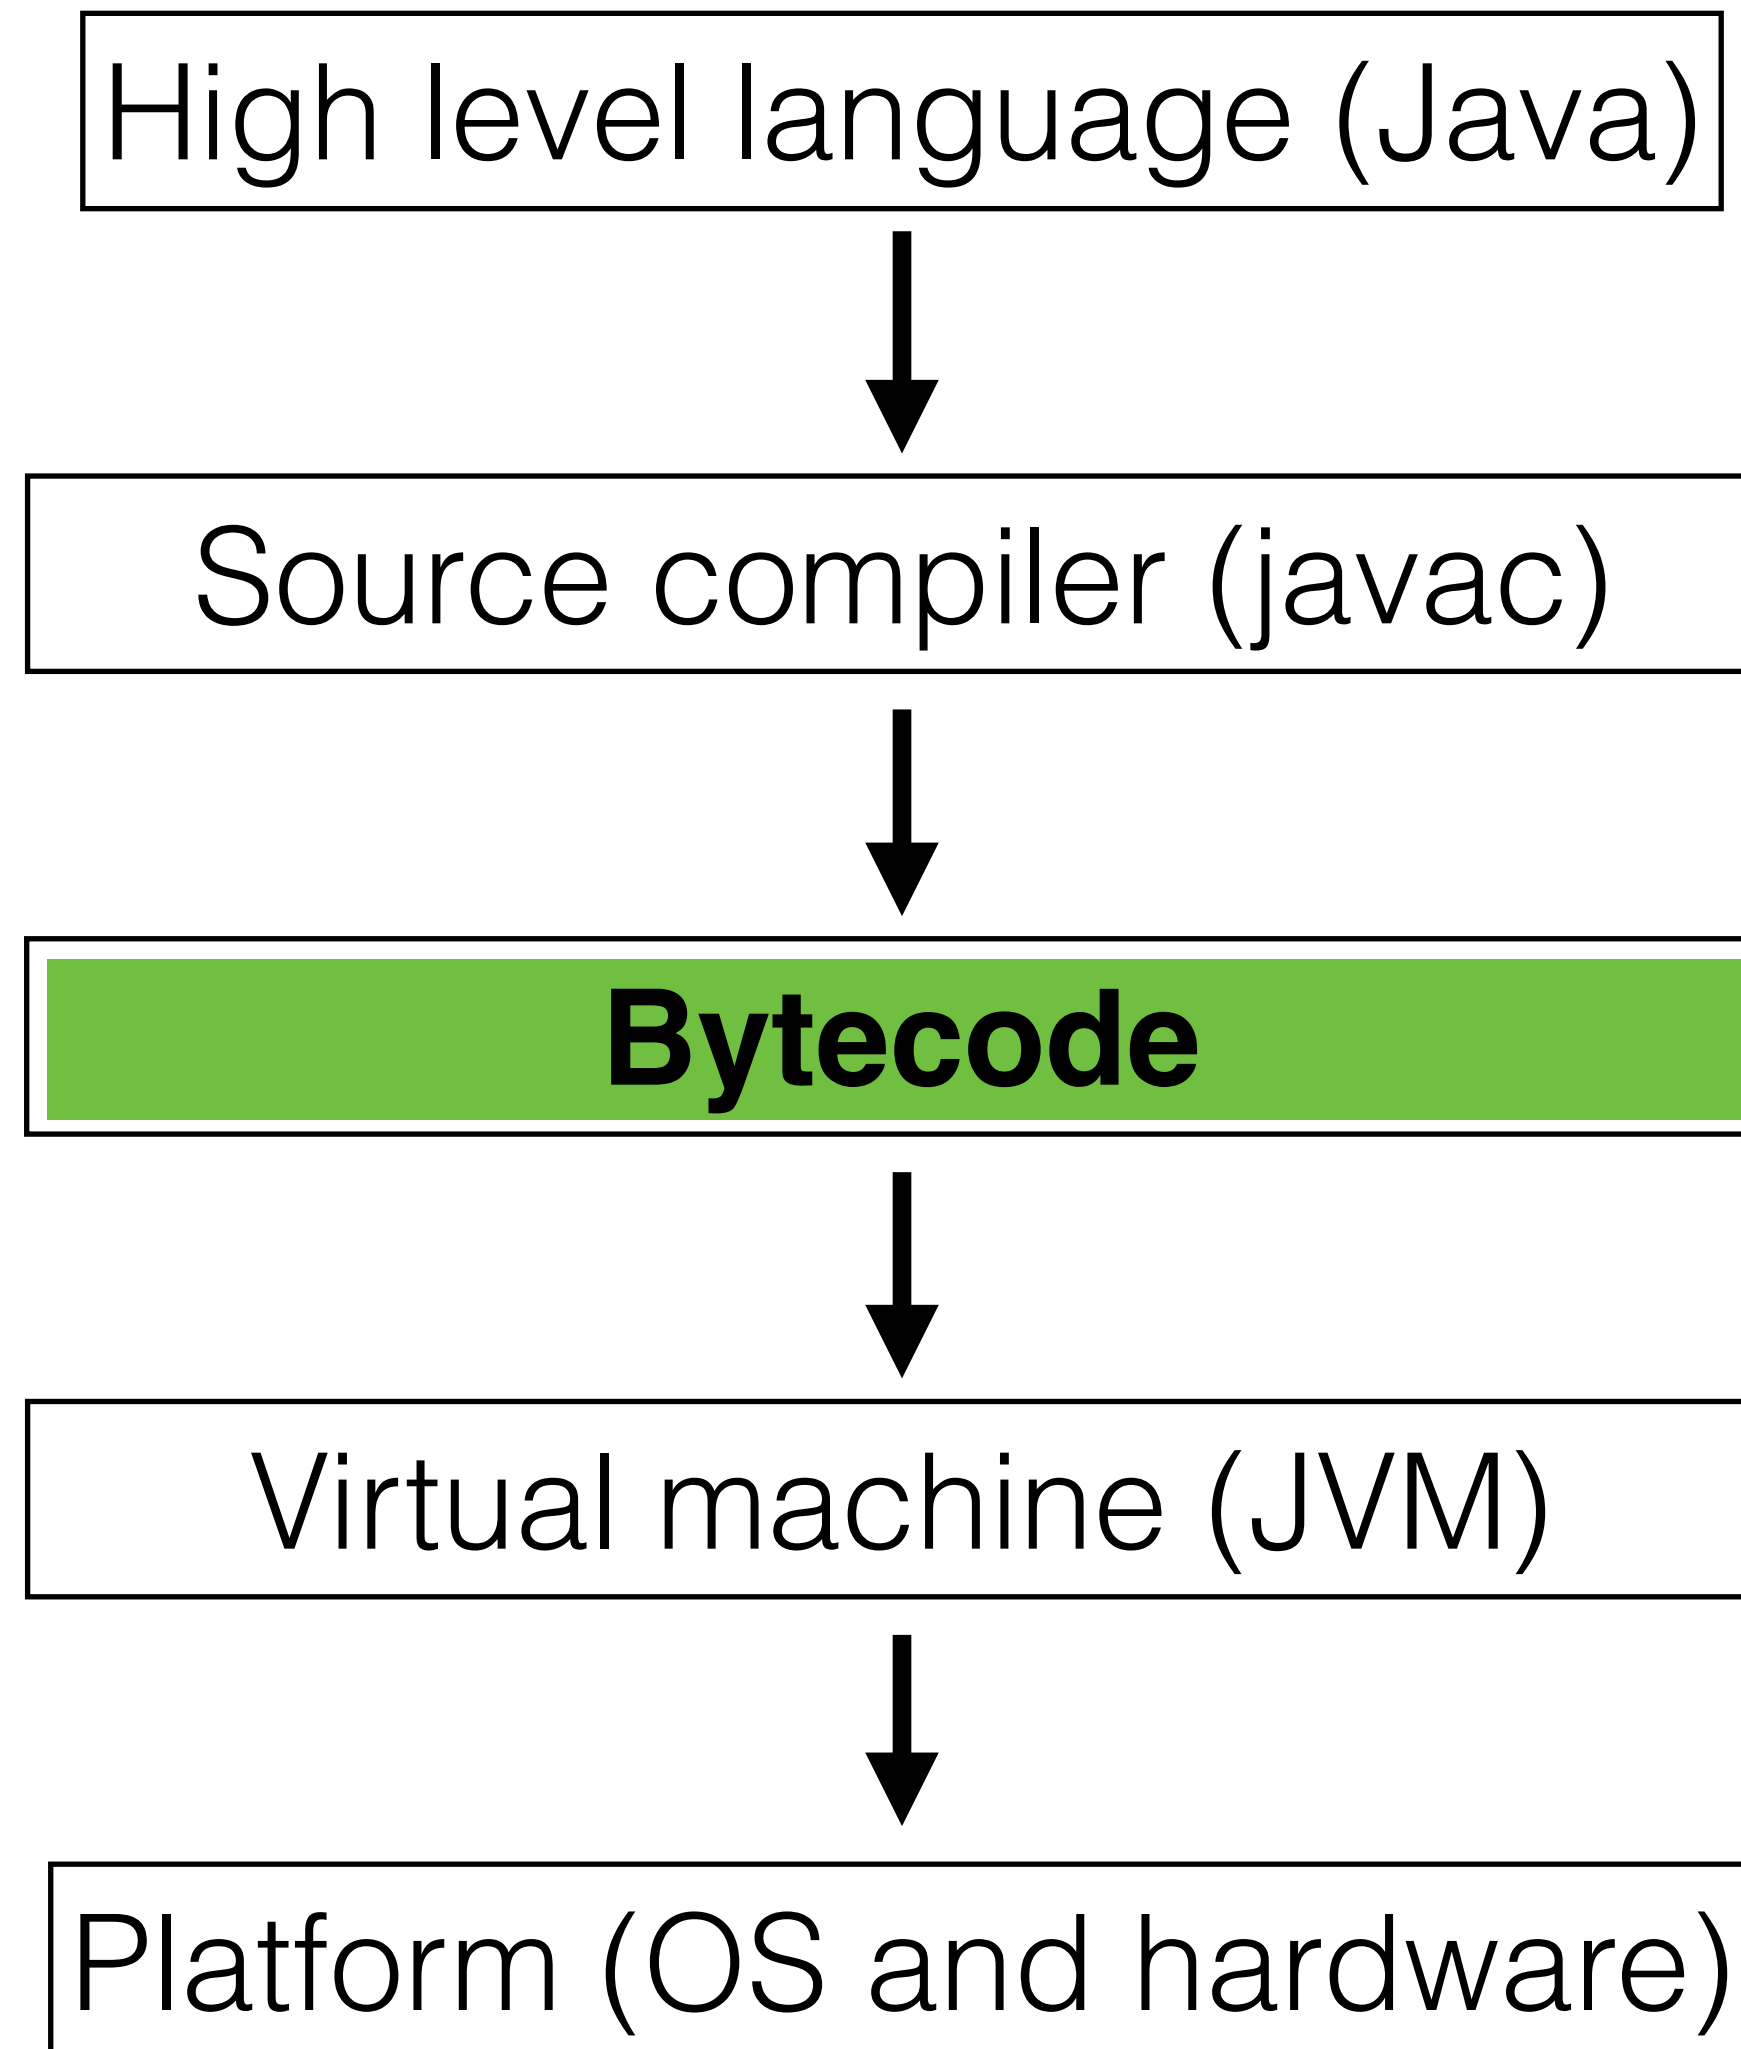 High level language (Java)
Source compiler (javac)
Bytecode
Virtual machine (JVM)
Platform (OS and hardware)